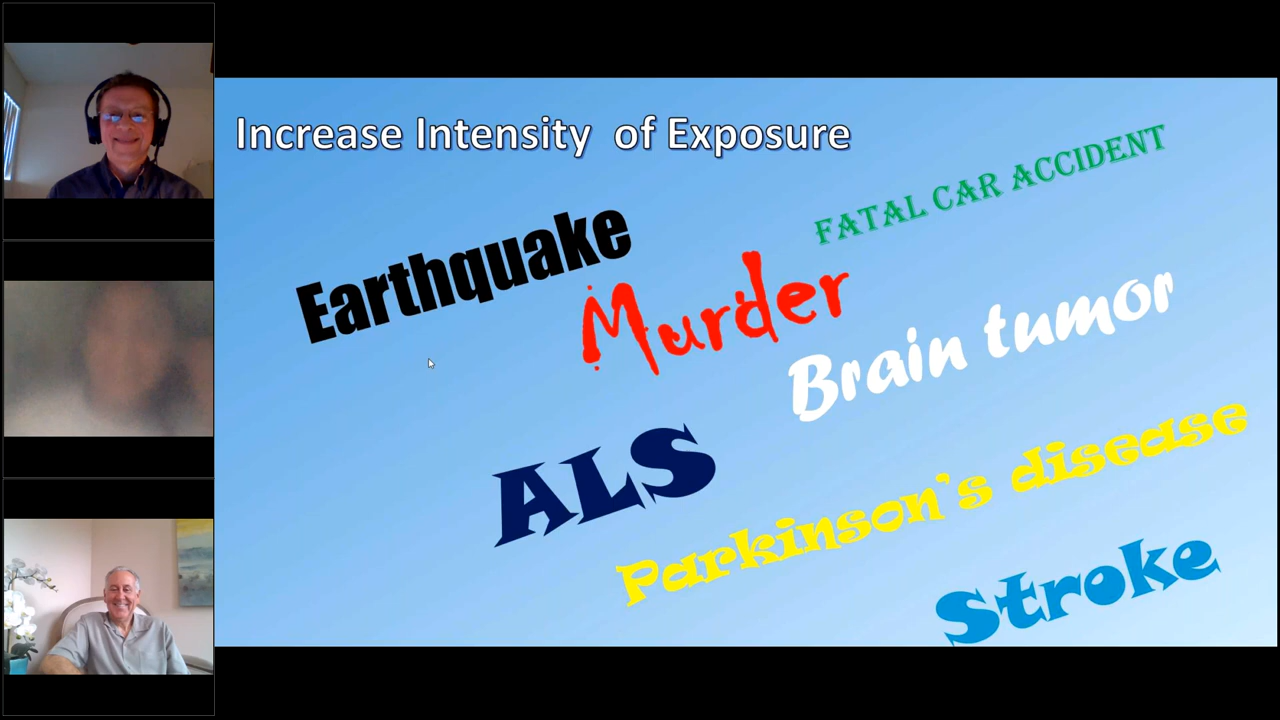 Increase Intensity  of Exposure
FATAL CAR ACCIDENT
Earthquake
Murder
Brain tumor
ALS
Parkinson's disease
Stroke